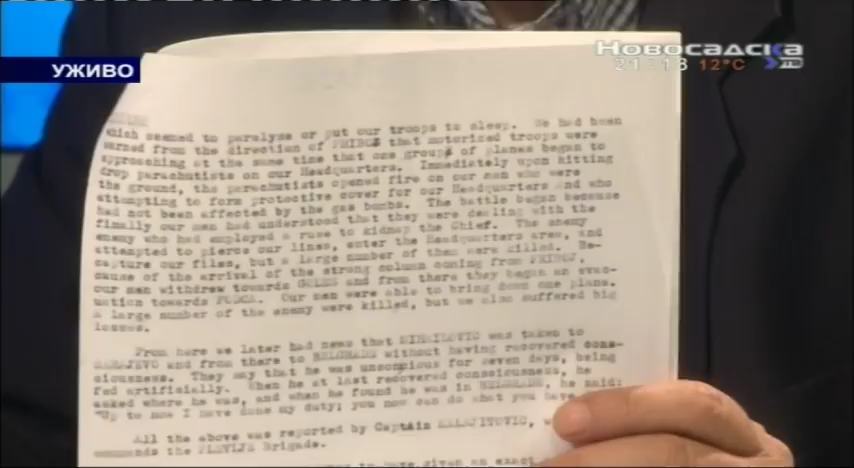 УЖИВО
Новосадска
21:18 12°C
which seemed to paralyse or put our troops to sleep. We had been
warned from the direction of PRIBOJ that motorized troops were
approaching at the same time that one group of planes began to
drop parachutists on our Headquarters. Immediately upon hitting
the ground, the parachutists opened fire on our men who were
attempting to form protective cover for our Headquarters and who
had not been affected by the gas bombs. The battle began because
finally our men had understood that they were dealing with the
enemy who had employed a ruse to kidnap the Chief. The enemy
attempted to pierce our lines, enter the Headquarters area, and
capture our files, but a large number of them were killed. Be-
cause of the arrival of the strong column coming from PRIBOJ,
our men withdrew towards GOLES and from there they began an evac-
uation towards FOCA. Our men were able to bring down one plane.
A large number of the enemy were killed, but we also suffered big
losses.
From here we later had news that MIHAILOVIC was taken to
SARAJEVO and from there to BELGRADE without having recovered cons-
ciousness. They say that he was unconscious for seven days, being
fed artificially. When he at last recovered consciousness, he
asked where he was, and when he found he was in BELGRADE, he said:
"Up to now I have done my duty; you now can do what you have
All the above was reported by Captain
commands the PLEVLJE Brigade.
to have given an exact